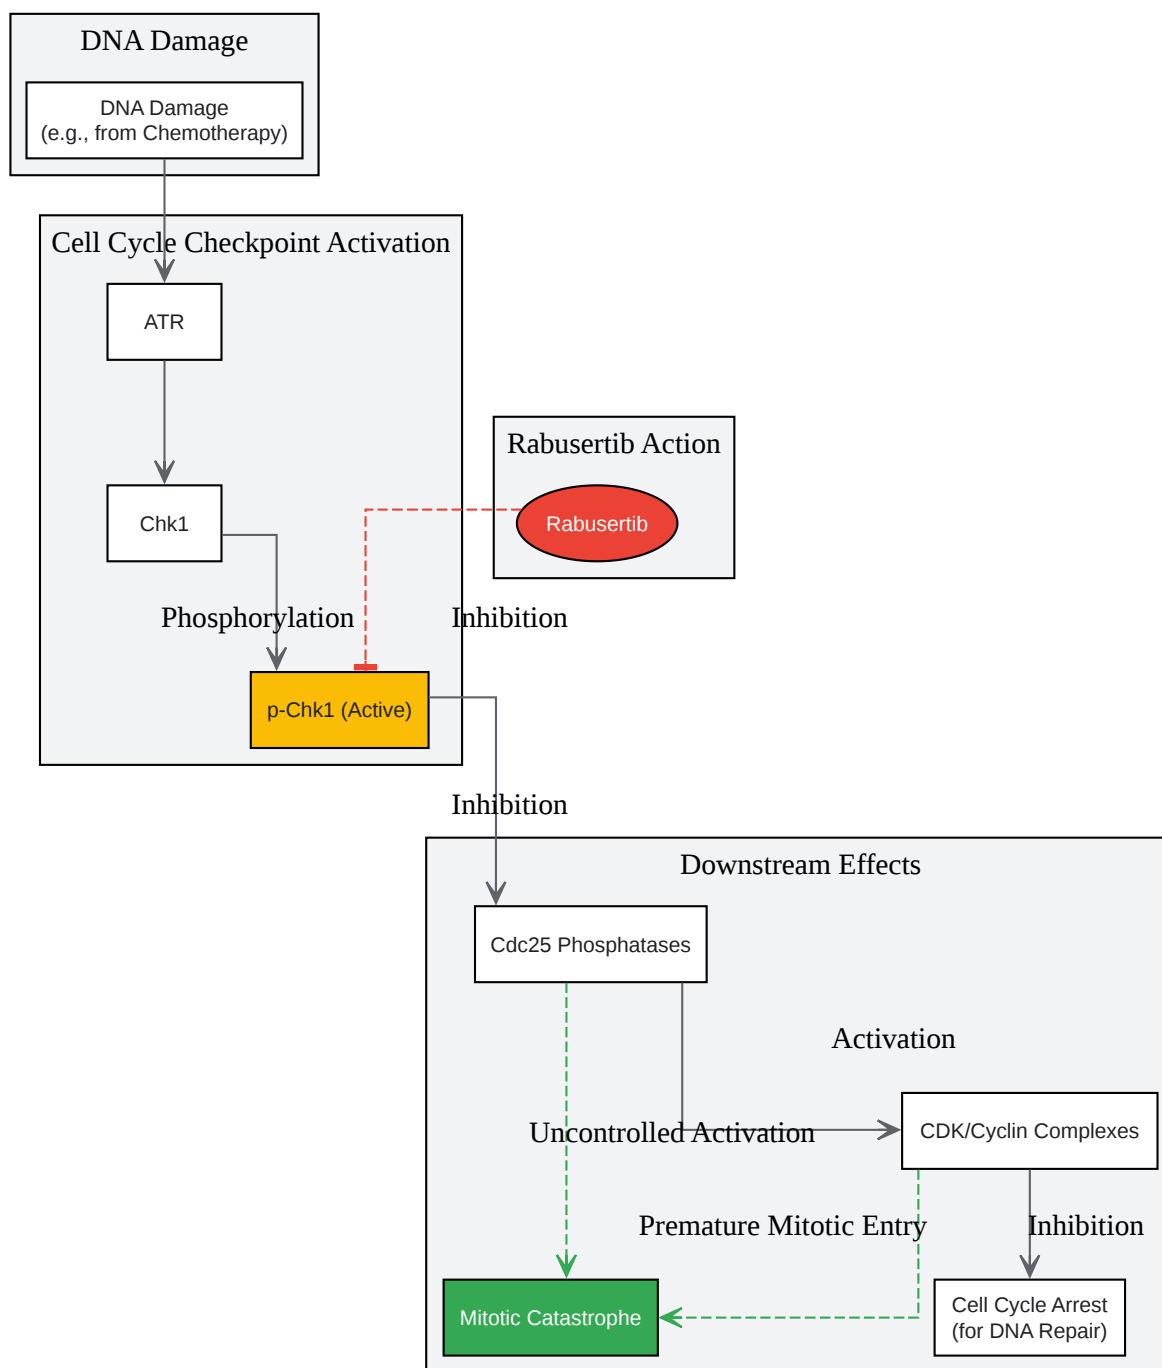 DNA Damage
DNA Damage
(e.g., from Chemotherapy)
Cell Cycle Checkpoint Activation
ATR
Rabusertib Action
Chk1
Rabusertib
Phosphorylation
Inhibition
p-Chk1 (Active)
Inhibition
Downstream Effects
Cdc25 Phosphatases
Activation
Uncontrolled Activation
CDK/Cyclin Complexes
Premature Mitotic Entry
Inhibition
Mitotic Catastrophe
Cell Cycle Arrest
(for DNA Repair)